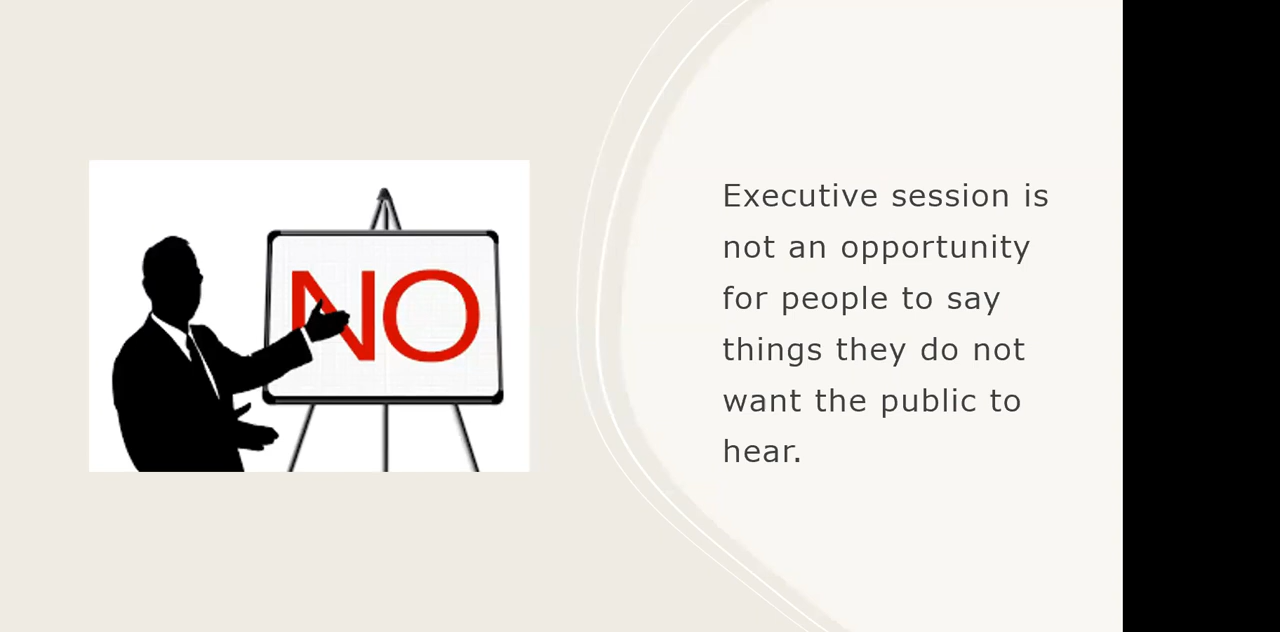 NO
Executive session is
not an opportunity
for people to say
things they do not
want the public to
hear.